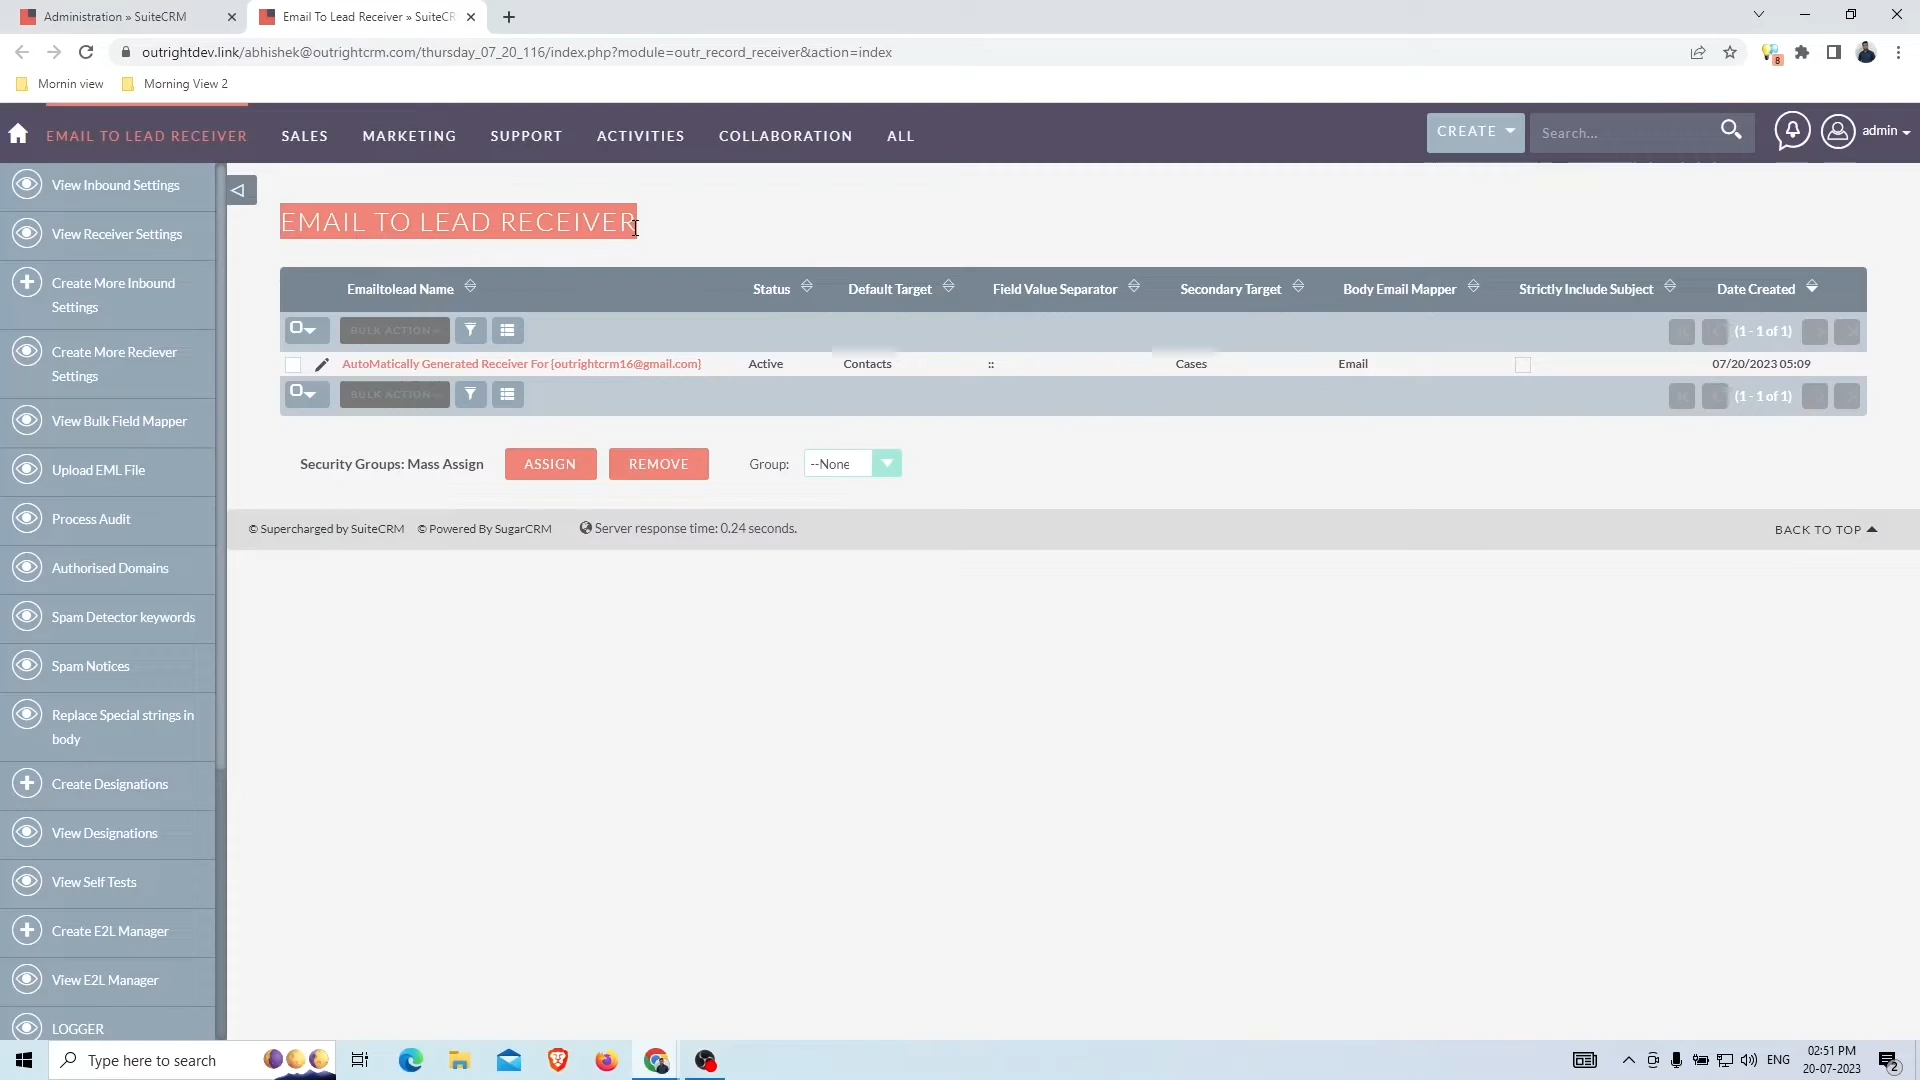 Administration » SuiteCRM
Email To Lead Receiver » SuiteCR
outrightdev.link/abhishek@outrightcrm.com/thursday_07_20_116/index.php?module=outr_record_receiver&action=index
8
Mornin view
Morning View 2
EMAIL TO LEAD RECEIVER
SALES
MARKETING
SUPPORT
ACTIVITIES
COLLABORATION
ALL
CREATE
Search...
admin
View Inbound Settings
View Receiver Settings
Create More Inbound
Settings
Create More Reciever
Settings
View Bulk Field Mapper
Upload EML File
Process Audit
Authorised Domains
Spam Detector keywords
Spam Notices
Replace Special strings in
body
Create Designations
View Designations
View Self Tests
Create E2L Manager
View E2L Manager
LOGGER
EMAIL TO LEAD RECEIVER
Emailtolead Name
Status
Default Target
Field Value Separator
Secondary Target
Body Email Mapper
Strictly Include Subject
Date Created
BULK ACTION
(1 - 1 of 1)
AutoMatically Generated Receiver For {outrightcrm16@gmail.com}
Active
Contacts
::
Cases
Email
07/20/2023 05:09
BULK ACTION
(1 - 1 of 1)
Security Groups: Mass Assign
ASSIGN
REMOVE
Group:
--None
© Supercharged by SuiteCRM
© Powered By SugarCRM
Server response time: 0.24 seconds.
BACK TO TOP
Type here to search
ENG
02:51 PM
20-07-2023
2